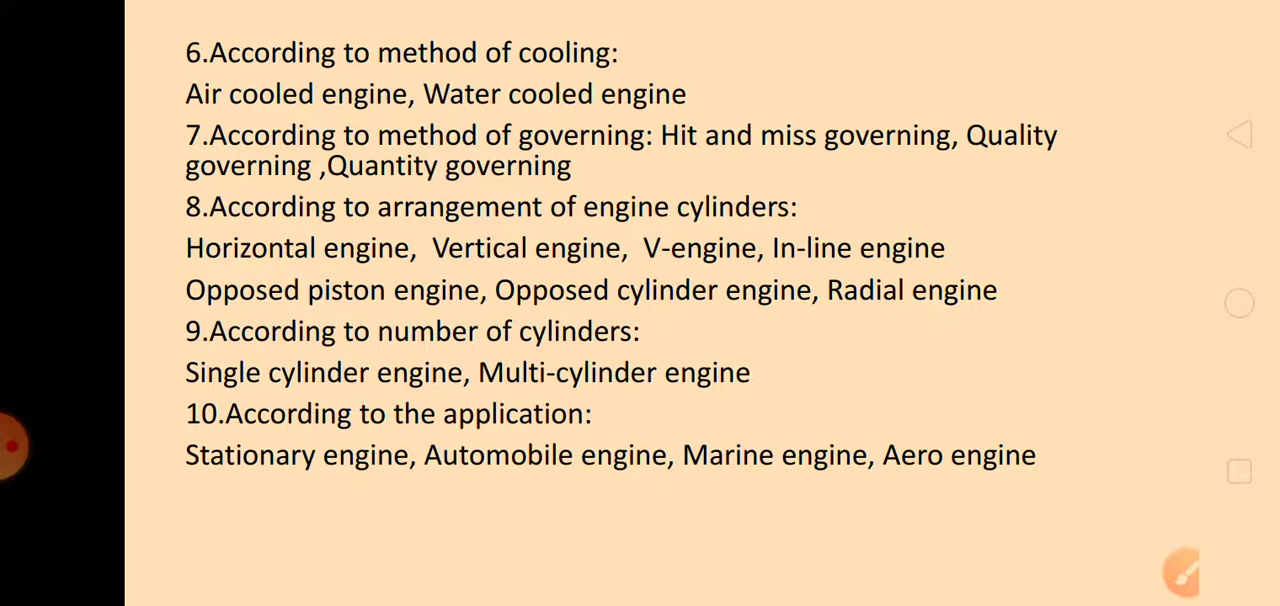 6.According to method of cooling:
Air cooled engine, Water cooled engine
7.According to method of governing: Hit and miss governing, Quality
governing ,Quantity governing
8.According to arrangement of engine cylinders:
Horizontal engine,  Vertical engine,  V-engine, In-line engine
Opposed piston engine, Opposed cylinder engine, Radial engine
9.According to number of cylinders:
Single cylinder engine, Multi-cylinder engine
10.According to the application:
Stationary engine, Automobile engine, Marine engine, Aero engine